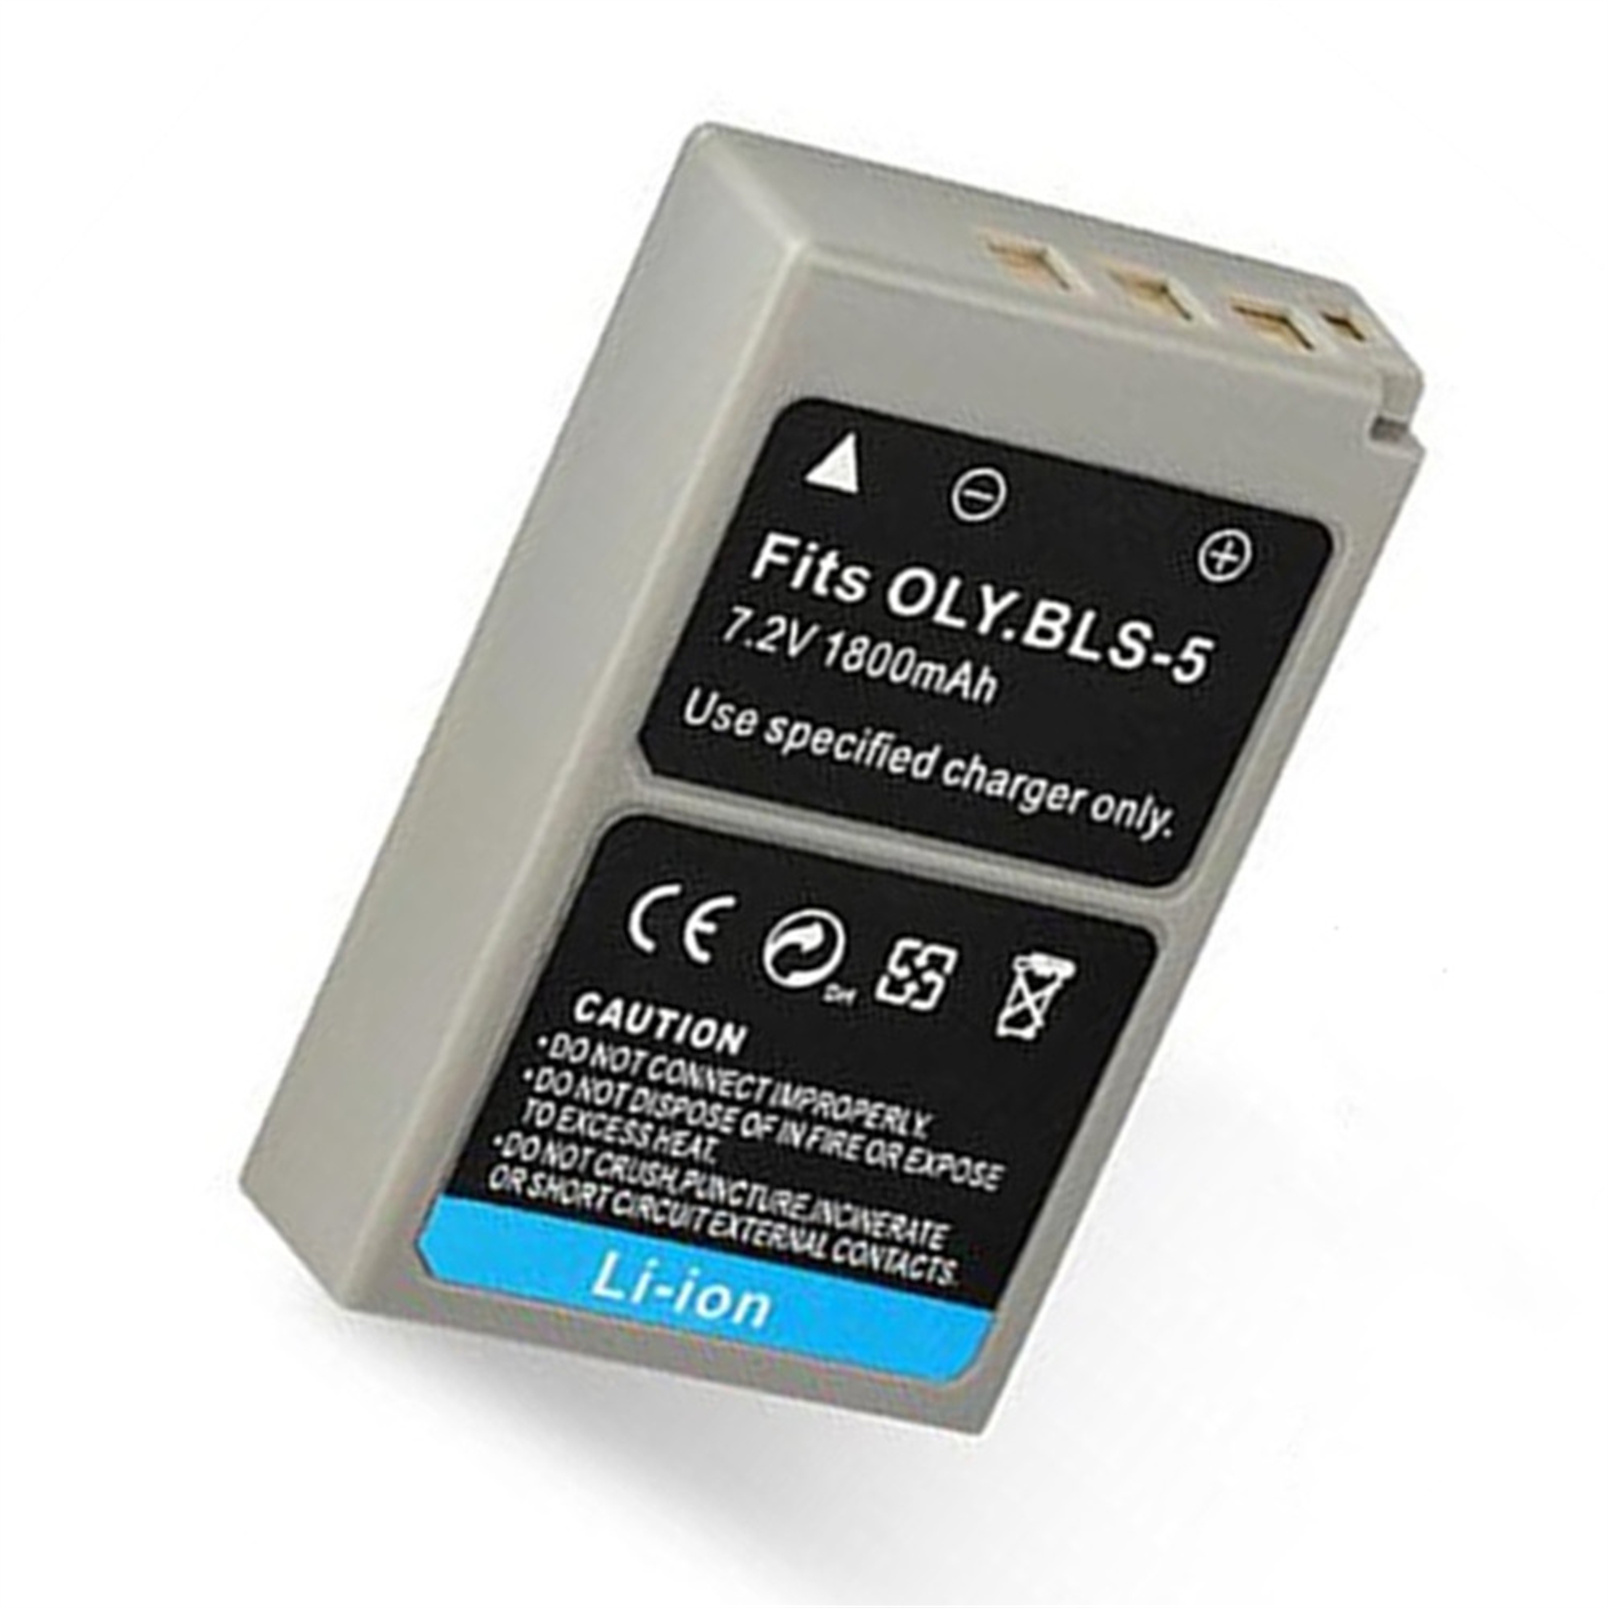 Fits OLY.BLS-5
7.2V 1800mAh
Use specified charger only.
CE
CAUTION
•DO NOT CONNECT IMPROPERLY.
•DO NOT DISPOSE OF IN FIRE OR EXPOSE
TO EXCESS HEAT.
•DO NOT CRUSH,PUNCTURE,INCINERATE
OR SHORT CIRCUIT EXTERNAL CONTACTS.
Li-ion